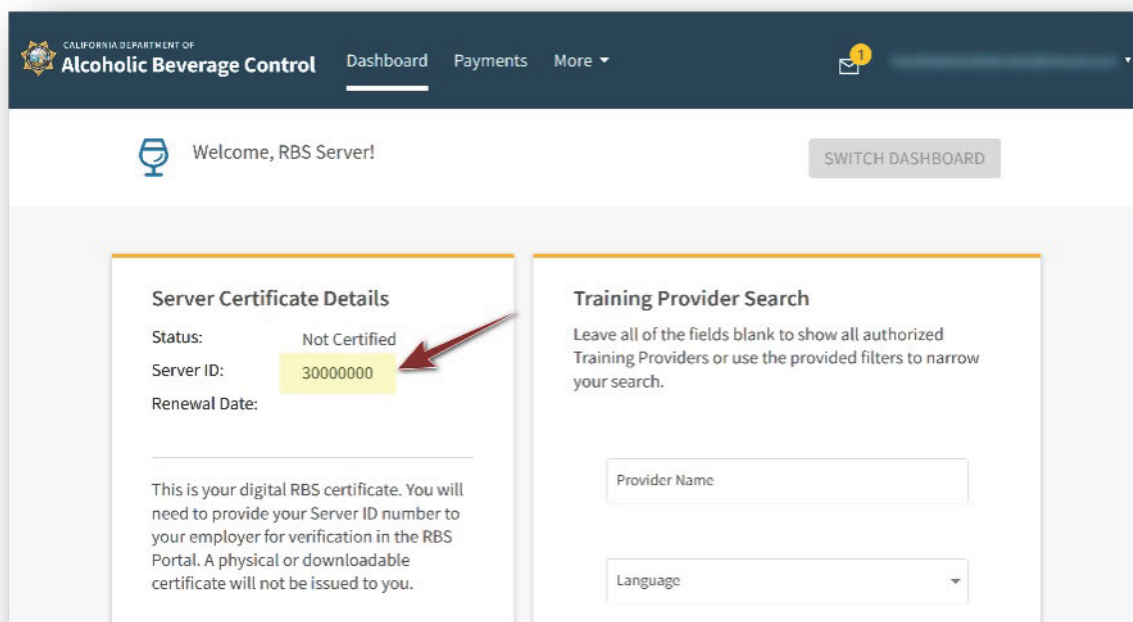 CALIFORNIA DEPARTMENT OF
Alcoholic Beverage Control
Dashboard
Payments
More
1
Welcome, RBS Server!
SWITCH DASHBOARD
Server Certificate Details
Status: Not Certified
Server ID: 30000000
Renewal Date:
This is your digital RBS certificate. You will
need to provide your Server ID number to
your employer for verification in the RBS
Portal. A physical or downloadable
certificate will not be issued to you.
Training Provider Search
Leave all of the fields blank to show all authorized
Training Providers or use the provided filters to narrow
your search.
Provider Name
Language